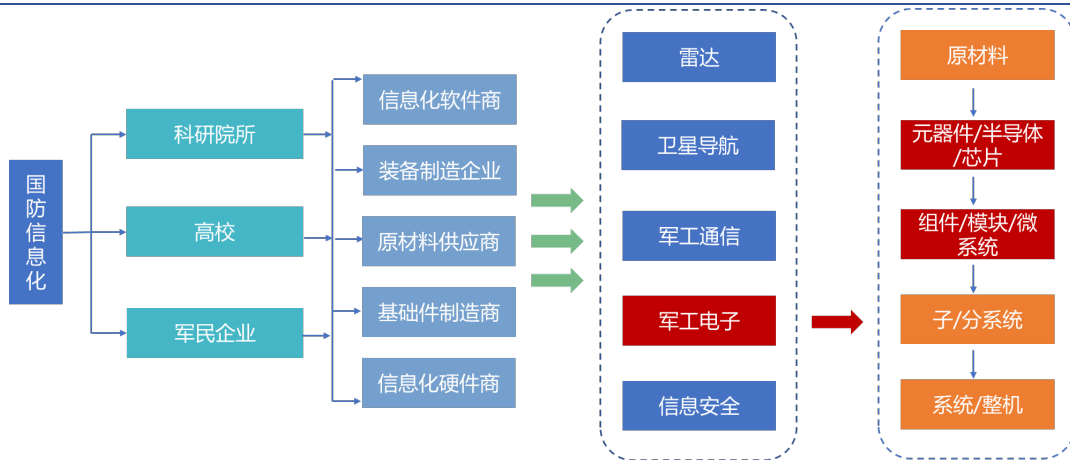 国
防
信
息
化
科研院所
高校
军民企业
信息化软件商
装备制造企业
原材料供应商
基础件制造商
信息化硬件商
雷达
卫星导航
军工通信
军工电子
信息安全
原材料
元器件/半导体
/芯片
组件/模块/微
系统
子/分系统
系统/整机